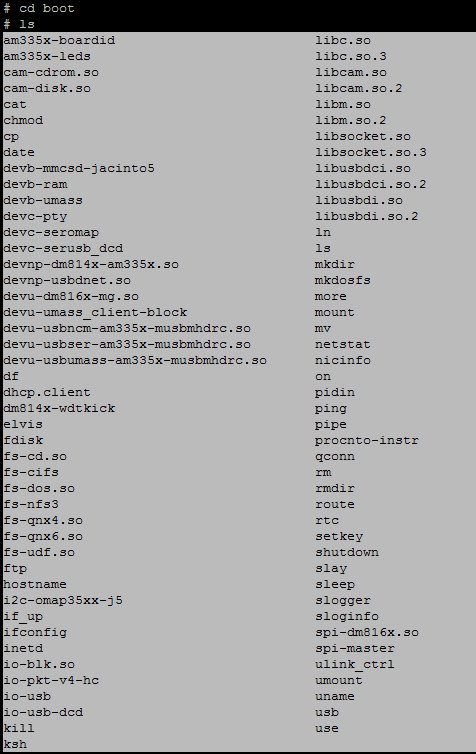 # cd boot
# ls
am335x-boardid libc.so
am335x-leds libc.so.3
cam-cdrom.so libcam.so
cam-disk.so libcam.so.2
cat libm.so
chmod libm.so.2
cp libsocket.so
date libsocket.so.3
devb-mmcsd-jacinto5 libusbdci.so
devb-ram libusbdci.so.2
devb-umass libusbdi.so
devc-pty libusbdi.so.2
devc-seromap ln
devc-serusb_dcd ls
devnp-dm814x-am335x.so mkdir
devnp-usbdnet.so mkdosfs
devu-dm816x-mg.so more
devu-umass_client-block mount
devu-usbncm-am335x-musbmhdrc.so mv
devu-usbser-am335x-musbmhdrc.so netstat
devu-usbumass-am335x-musbmhdrc.so nicinfo
df on
dhcp.client pidin
dm814x-wdtkick ping
elvis pipe
fdisk procnto-instr
fs-cd.so qconn
fs-cifs rm
fs-dos.so rmdir
fs-nfs3 route
fs-qnx4.so rtc
fs-qnx6.so setkey
fs-udf.so shutdown
ftp slay
hostname sleep
i2c-omap35xx-j5 slogger
if_up sloginfo
ifconfig spi-dm816x.so
inetd spi-master
io-blk.so ulink_ctrl
io-pkt-v4-hc umount
io-usb uname
io-usb-dcd usb
kill use
ksh